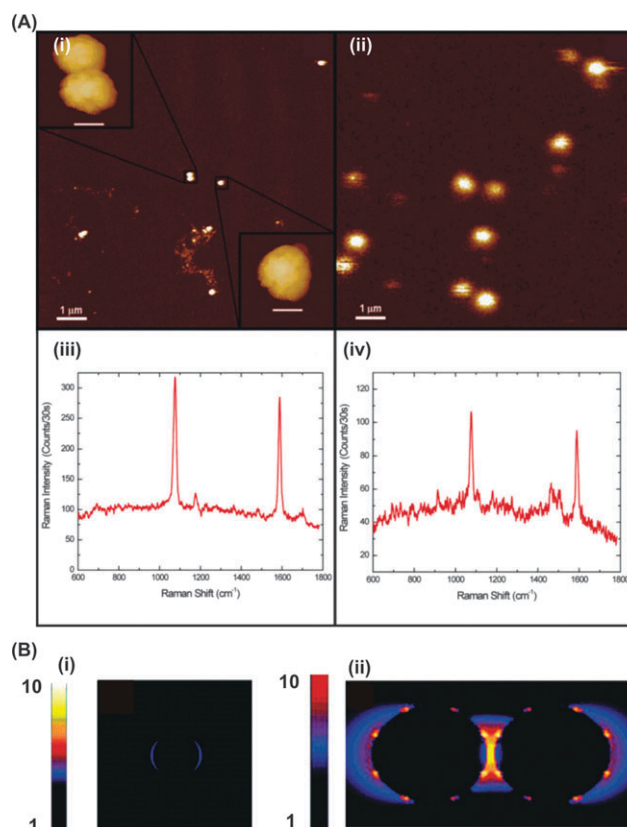 (A)
(i)
(ii)
1 μm
1 μm
(iii)
(iv)
Raman Intensity (Counts/30s)
300
250
200
150
100
50
0
600 800 1000 1200 1400 1600 1800
Raman Shift (cm-1)
Raman Intensity (Counts/30s)
120
100
80
60
40
20
600 800 1000 1200 1400 1600 1800
Raman Shift (cm-1)
(B)
(i)
(ii)
10
1
10
1